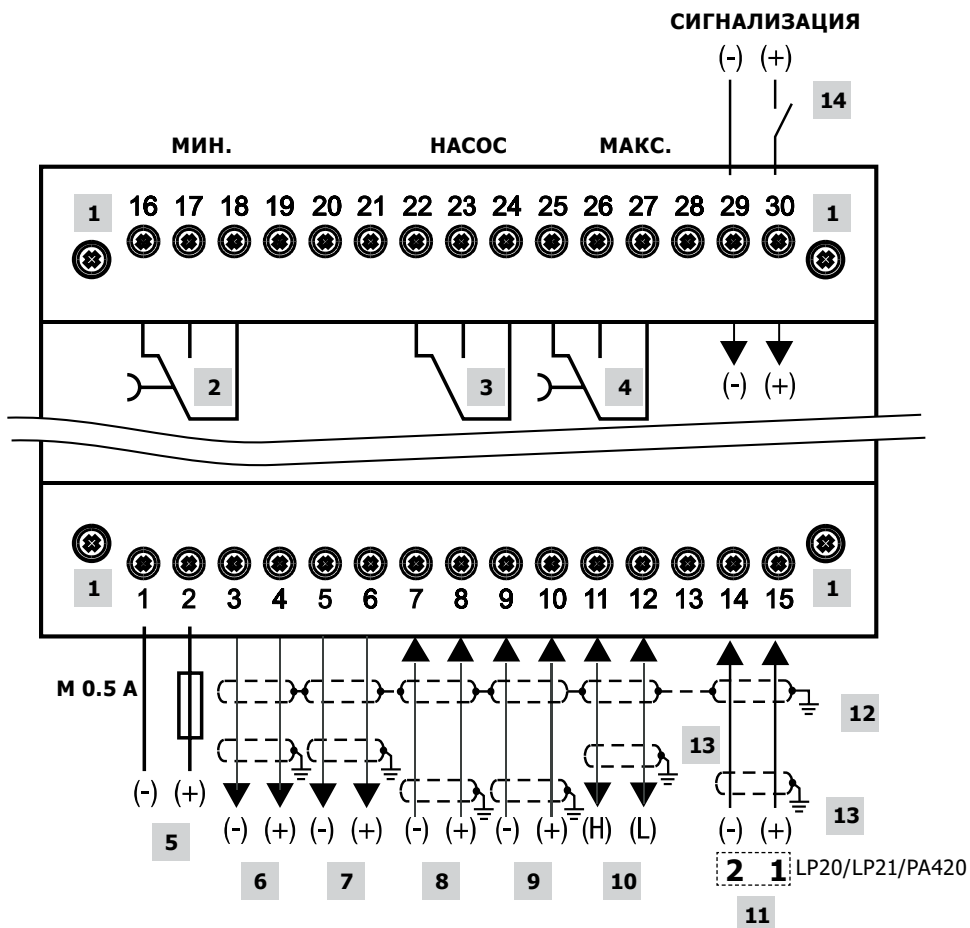 СИГНАЛИЗАЦИЯ
(-) (+)
14
МИН. НАСОС МАКС.
1 16 17 18 19 20 21 22 23 24 25 26 27 28 29 30 1
2 3 4 (-) (+)
1 1 2 3 4 5 6 7 8 9 10 11 12 13 14 15 1
M 0.5 A
12
13
(-) (+)
13
5 (-) (+) (-) (+) (-) (+) (-) (+) (H) (L) (-) (+)
2 1 LP20/LP21/PA420
6 7 8 9 10
11